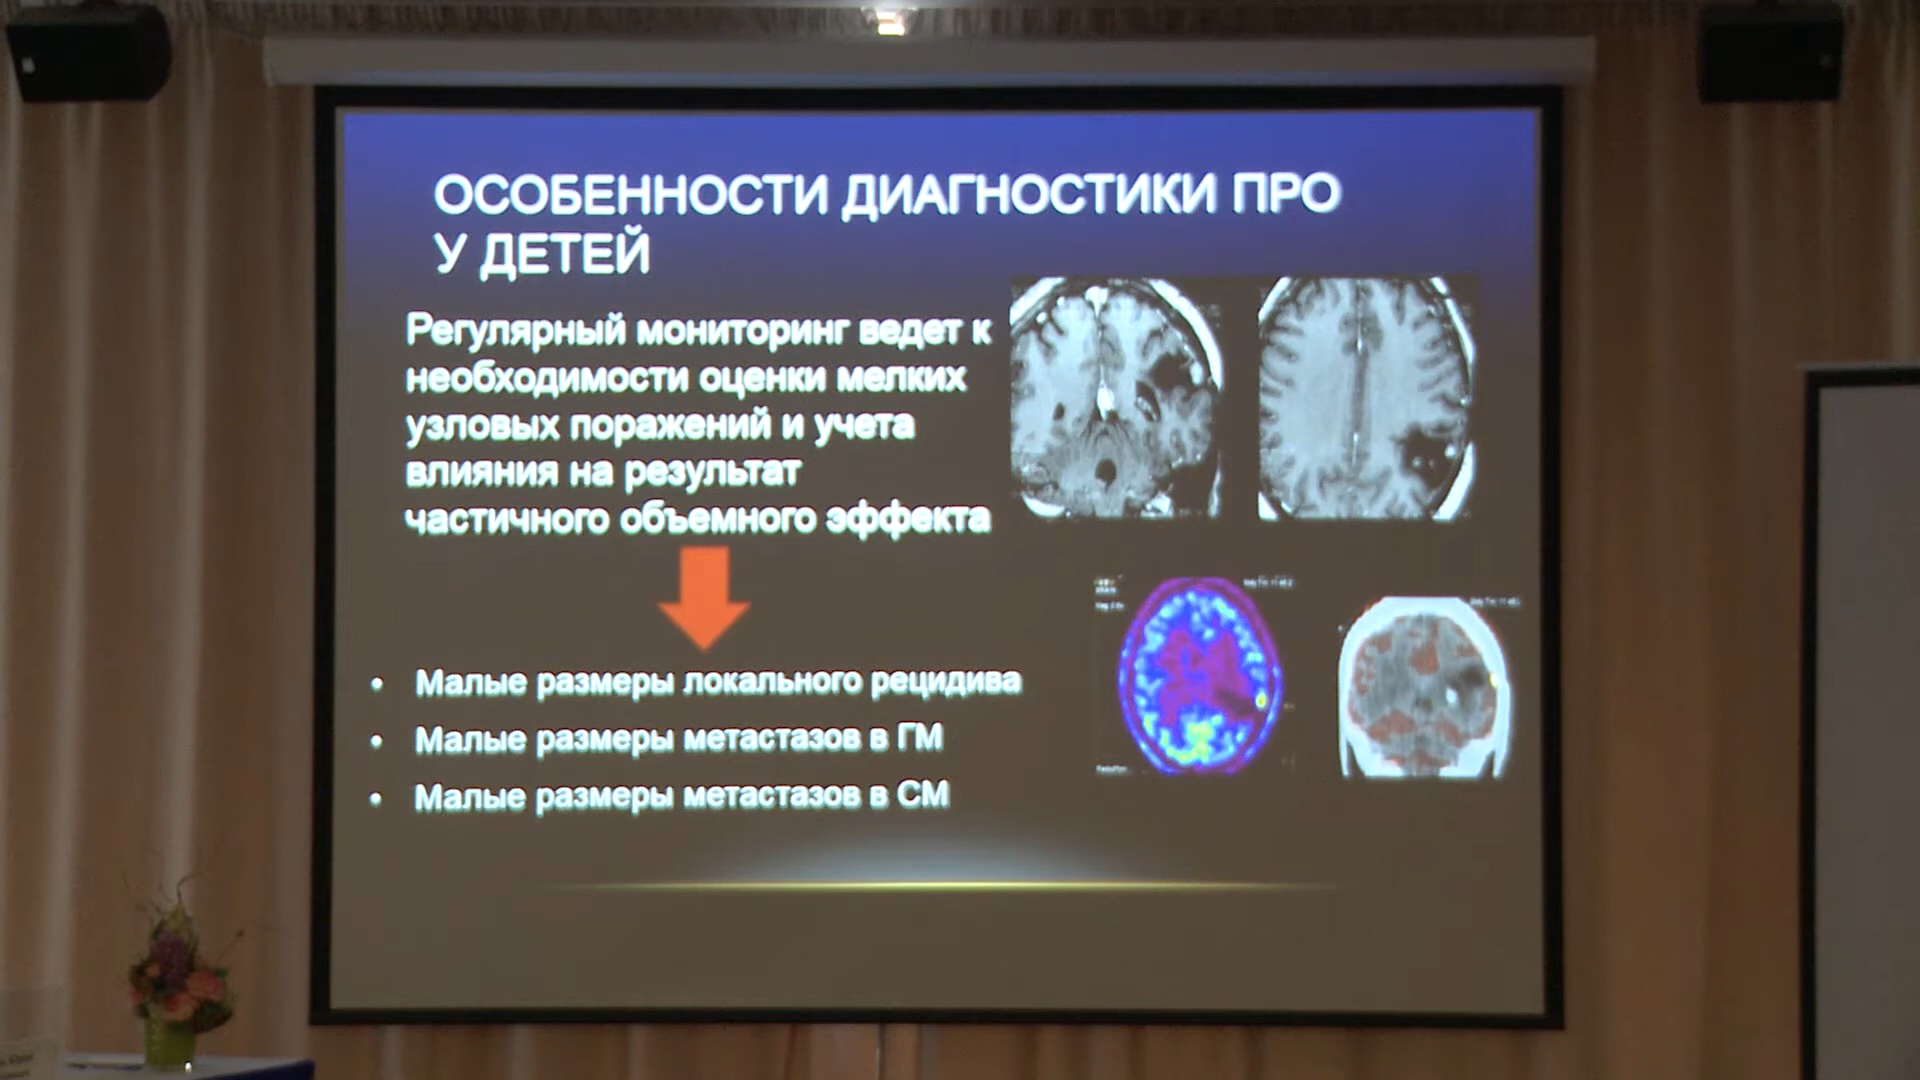 ОСОБЕННОСТИ ДИАГНОСТИКИ ПРО
У ДЕТЕЙ
Регулярный мониторинг ведет к
необходимости оценки мелких
узловых поражений и учета
влияния на результат
частичного объемного эффекта
• Малые размеры локального рецидива
• Малые размеры метастазов в ГМ
• Малые размеры метастазов в СМ